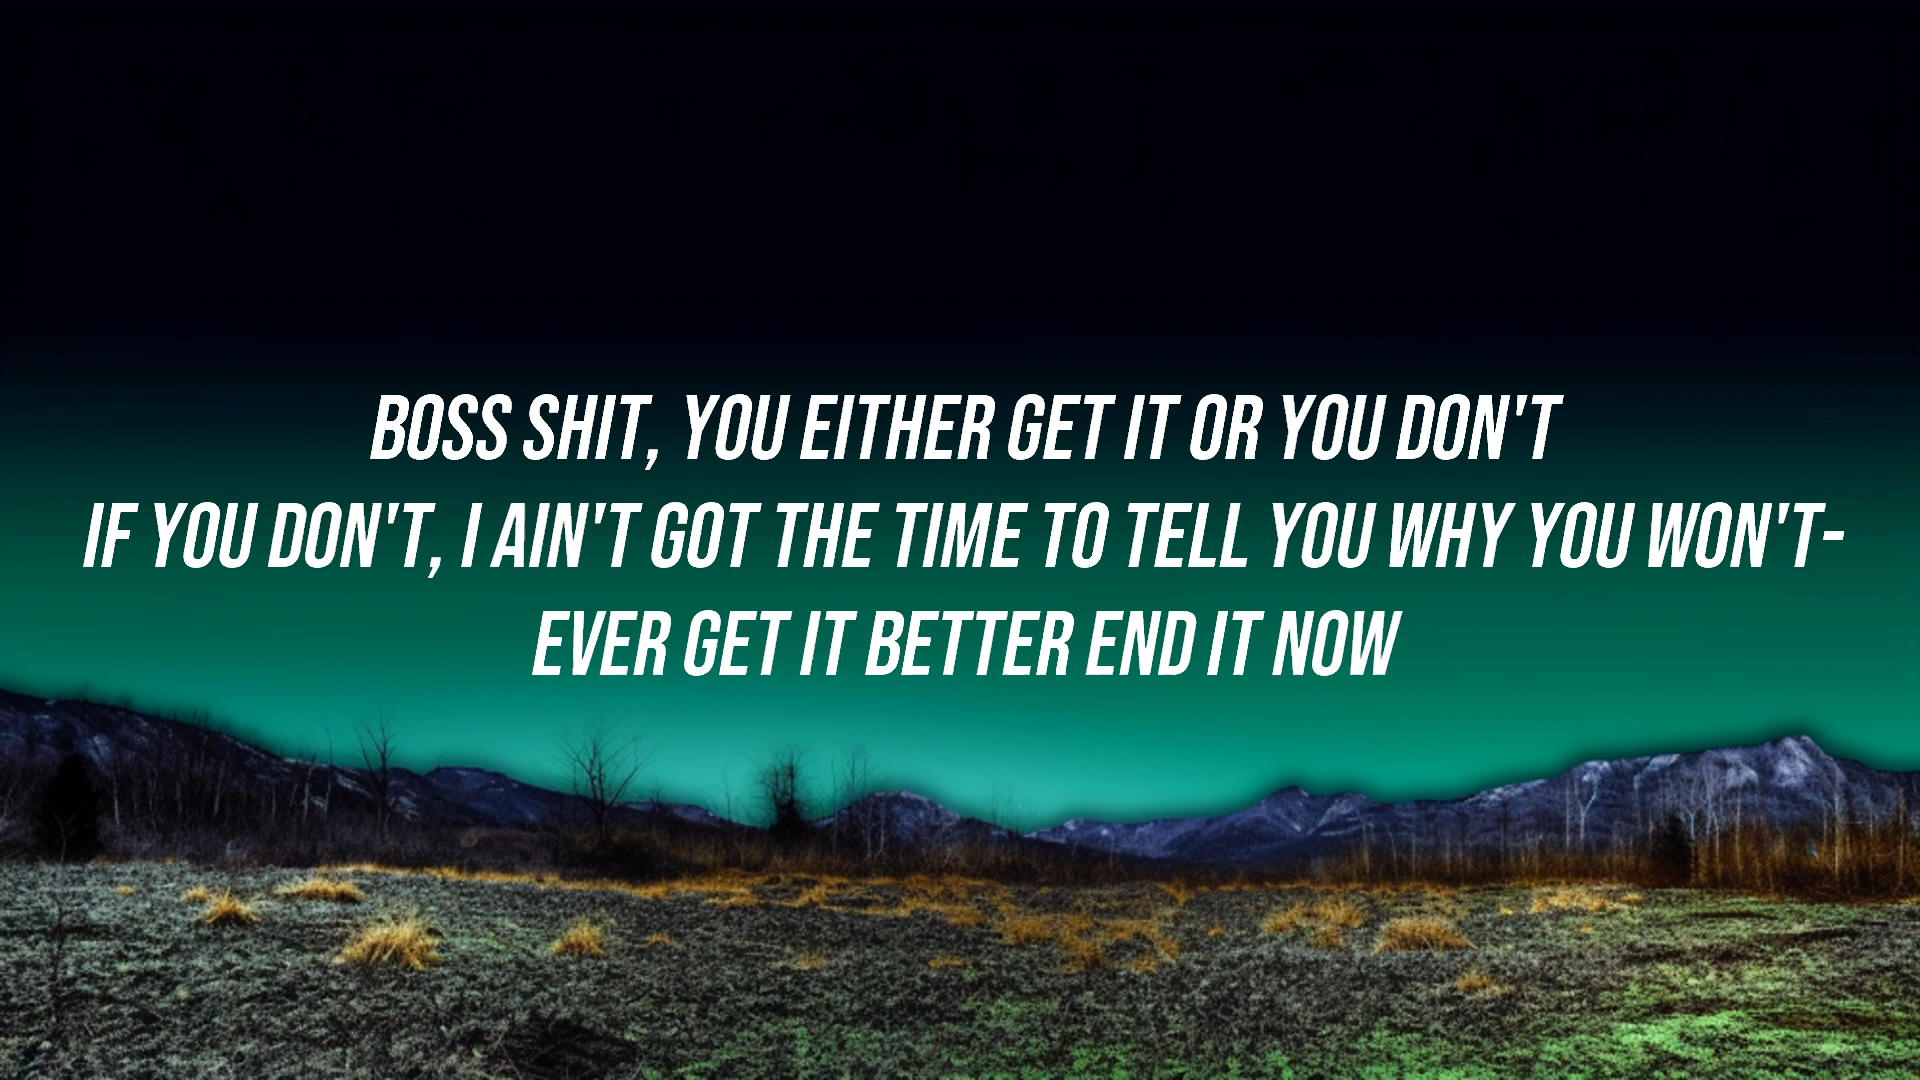 BOSS SHIT, YOU EITHER GET IT OR YOU DON'T
IF YOU DON'T, I AIN'T GOT THE TIME TO TELL YOU WHY YOU WON'T-
EVER GET IT BETTER END IT NOW